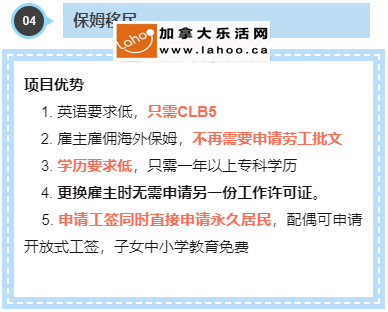 04
保姆移民
Lahoo
加拿大乐活网
www.lahoo.ca
项目优势
1. 英语要求低，只需CLB5
2. 雇主雇佣海外保姆，不再需要申请劳工批文
3. 学历要求低，只需一年以上专科学历
4. 更换雇主时无需申请另一份工作许可证。
5. 申请工签同时直接申请永久居民，配偶可申请
开放式工签，子女中小学教育免费